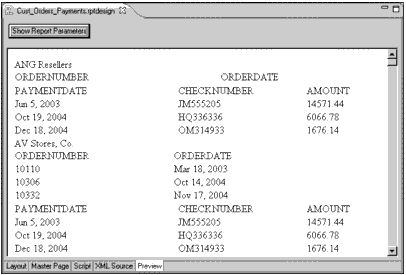 Cust_Orders_Payments.rptdesign
Show Report Parameters
ANG Resellers
ORDERNUMBER ORDERDATE
PAYMENTDATE CHECKNUMBER AMOUNT
Jun 5, 2003 JM555205 14571.44
Oct 19, 2004 HQ336336 6066.78
Dec 18, 2004 OM314933 1676.14
AV Stores, Co.
ORDERNUMBER ORDERDATE
10110 Mar 18, 2003
10306 Oct 14, 2004
10332 Nov 17, 2004
PAYMENTDATE CHECKNUMBER AMOUNT
Jun 5, 2003 JM555205 14571.44
Oct 19, 2004 HQ336336 6066.78
Dec 18, 2004 OM314933 1676.14
Layout Master Page Script XML Source Preview